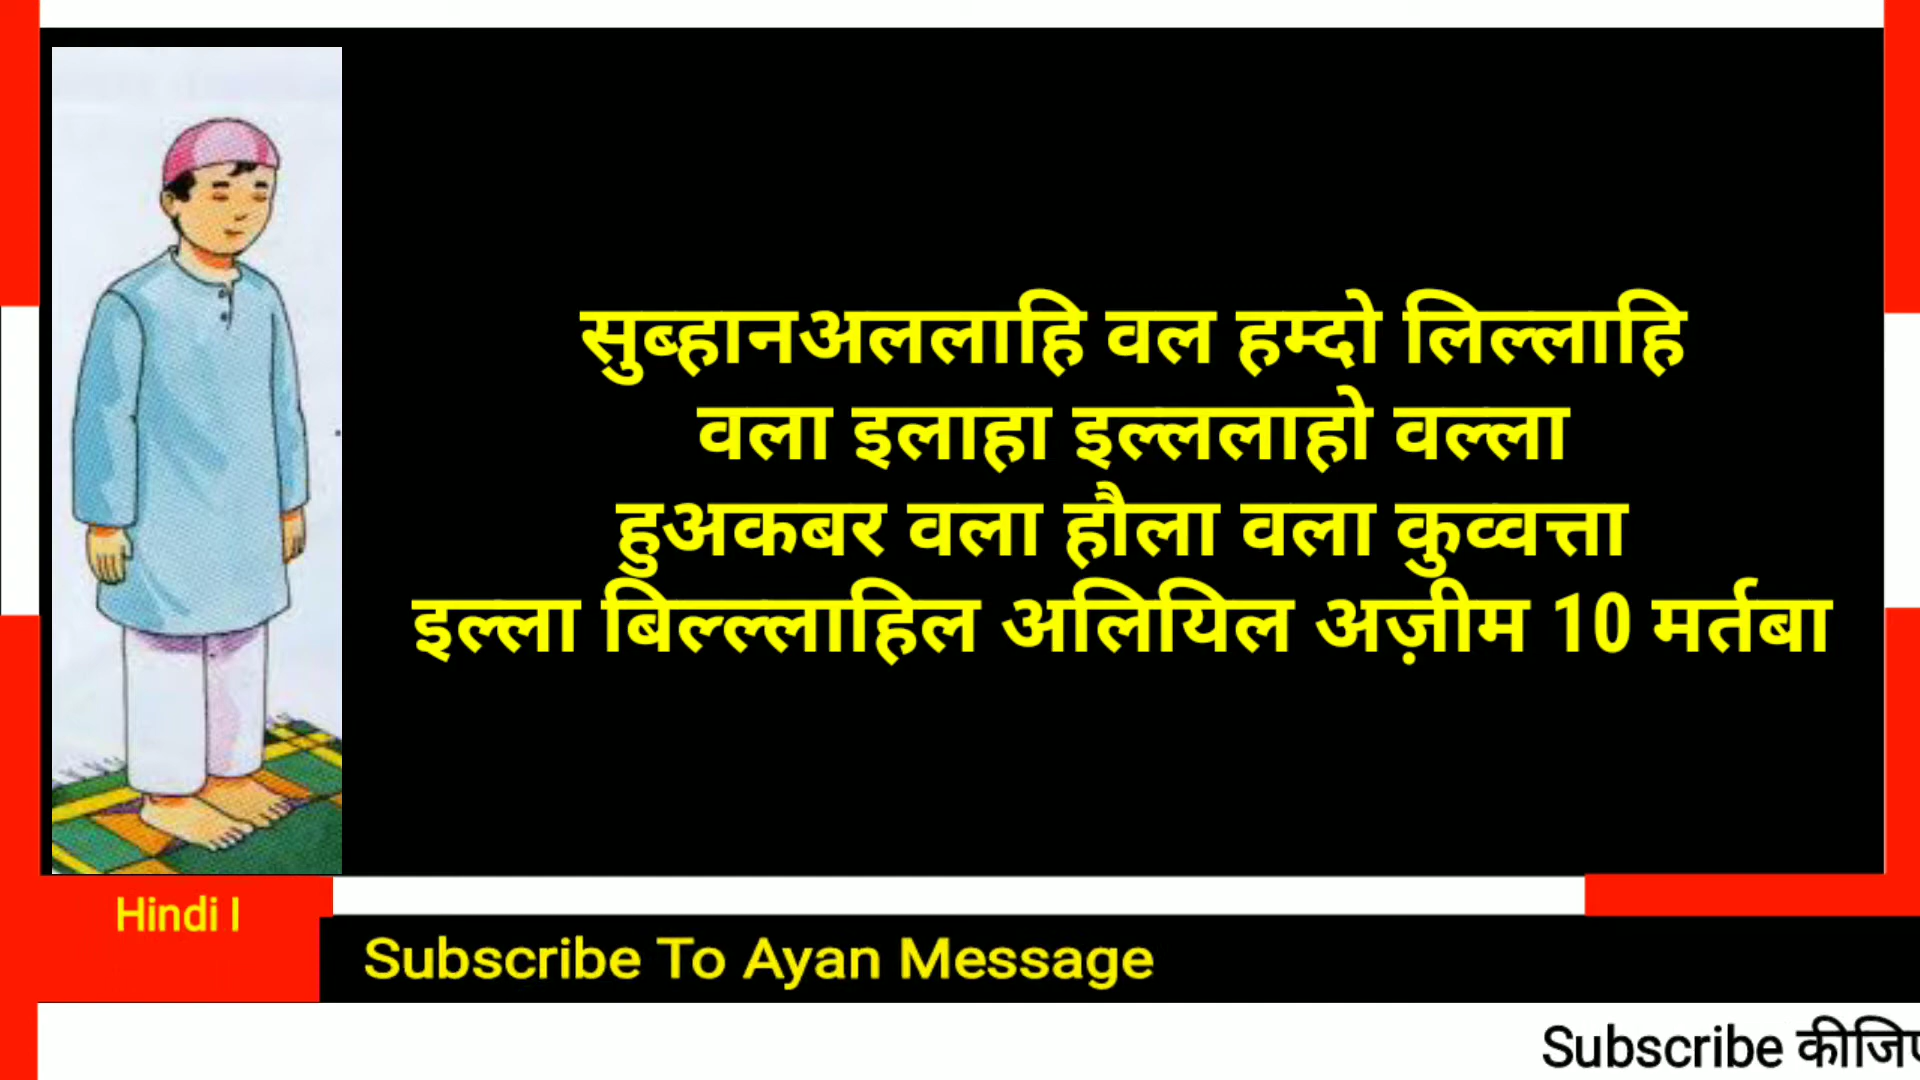 सुब्हानअललाहि वल हम्दो लिल्लाहि
वला इलाहा इल्ललाहो वल्ला
हुअकबर वला हौला वला कुव्वत्ता
इल्ला बिल्ल्लाहिल अलियिल अज़ीम 10 मर्तबा
Hindi I
Subscribe To Ayan Message
Subscribe